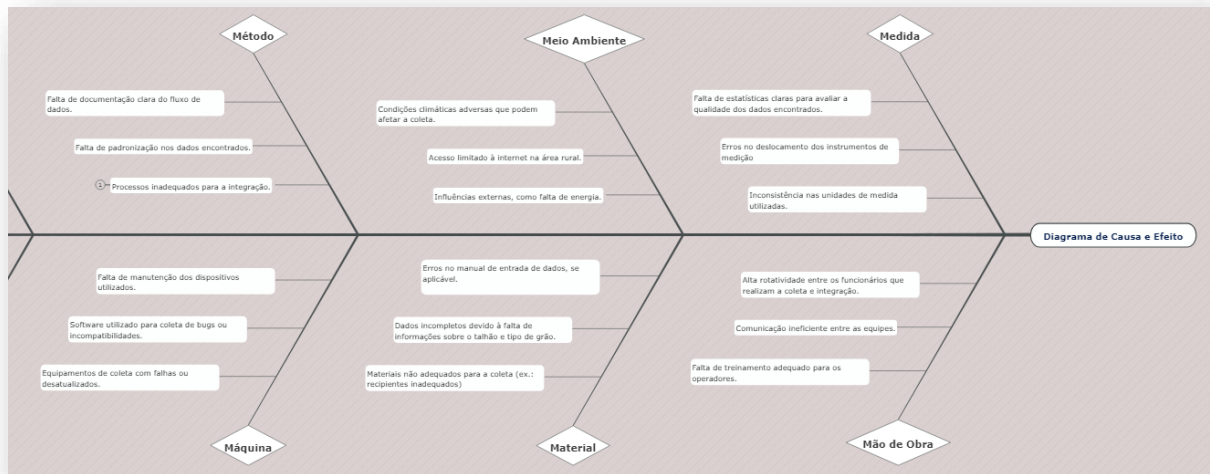 Método
Falta de documentação clara do fluxo de
dados.
Falta de padronização nos dados encontrados.
1
Processos inadequados para a integração.
Meio Ambiente
Condições climáticas adversas que podem
afetar a coleta.
Acesso limitado à internet na área rural.
Influências externas, como falta de energia.
Medida
Falta de estatísticas claras para avaliar a
qualidade dos dados encontrados.
Erros no deslocamento dos instrumentos de
medição
Inconsistência nas unidades de medida
utilizadas.
Diagrama de Causa e Efeito
Falta de manutenção dos dispositivos
utilizados.
Software utilizado para coleta de bugs ou
incompatibilidades.
Equipamentos de coleta com falhas ou
desatualizados.
Máquina
Erros no manual de entrada de dados, se
aplicável.
Dados incompletos devido à falta de
informações sobre o talhão e tipo de grão.
Materiais não adequados para a coleta (ex.:
recipientes inadequados)
Material
Alta rotatividade entre os funcionários que
realizam a coleta e integração.
Comunicação ineficiente entre as equipes.
Falta de treinamento adequado para os
operadores.
Mão de Obra